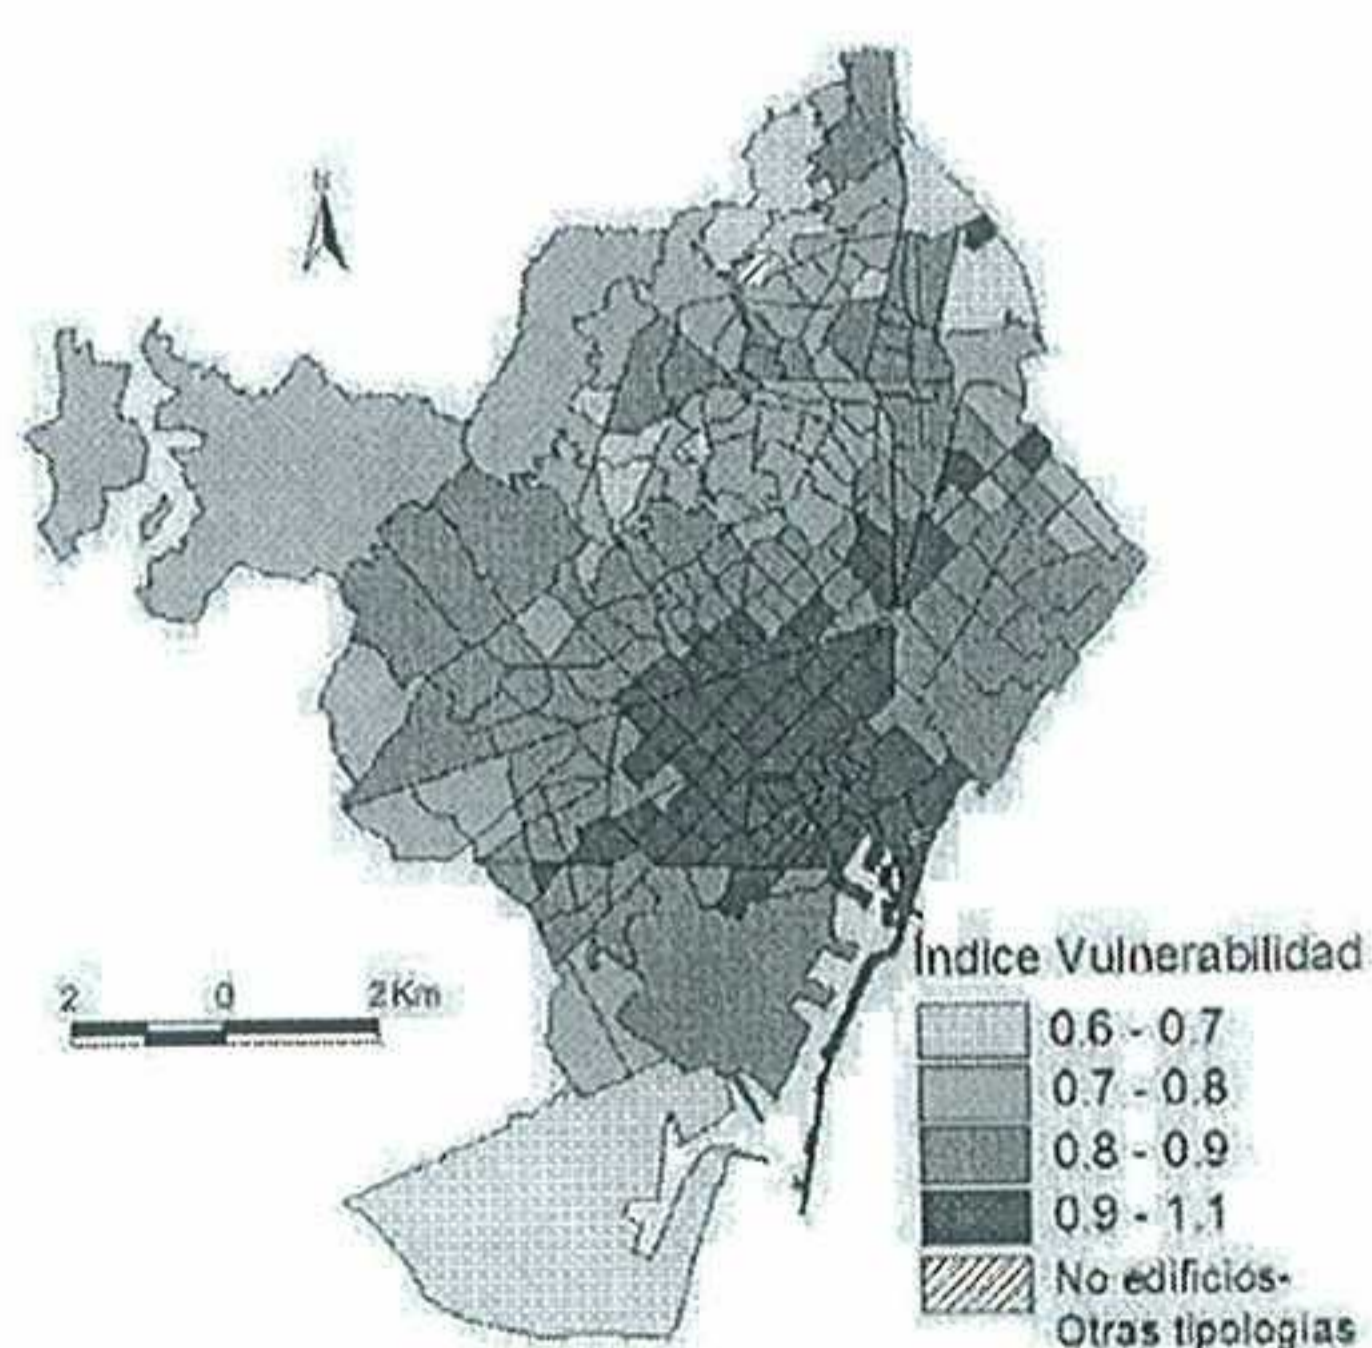 N
2 0 2Km
Índice Vulnerabilidad
0.6 - 0.7
0.7 - 0.8
0.8 - 0.9
0.9 - 1.1
No edificios-
Otras tipologías